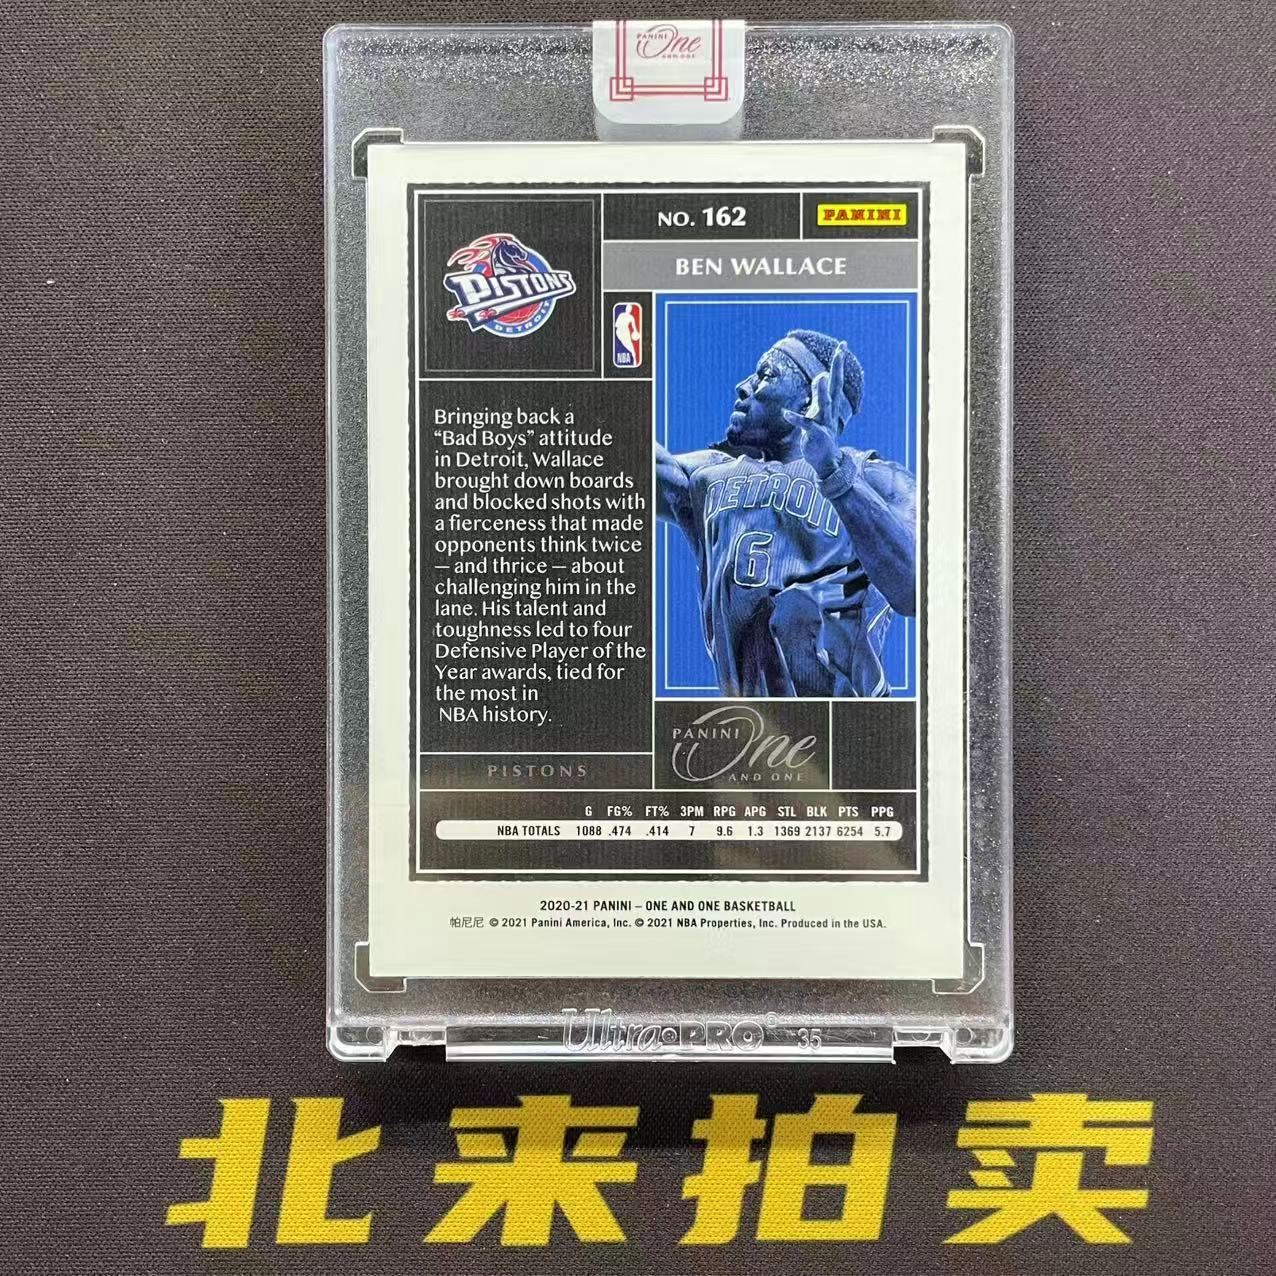 PANINI One
AND ONE
PISTONS
DETROIT
NO. 162
PANINI
BEN WALLACE
NBA
DETROIT
6
Bringing back a
“Bad Boys” attitude
in Detroit, Wallace
brought down boards
and blocked shots with
a fierceness that made
opponents think twice
– and thrice – about
challenging him in the
lane. His talent and
toughness led to four
Defensive Player of the
Year awards, tied for
the most in
NBA history.
PISTONS
PANINI One
AND ONE
G FG% FT% 3PM RPG APG STL BLK PTS PPG
NBA TOTALS 1088 .474 .414 7 9.6 1.3 1369 2137 6254 5.7
2020-21 PANINI – ONE AND ONE BASKETBALL
帕尼尼 © 2021 Panini America, Inc. © 2021 NBA Properties, Inc. Produced in the USA.
Ultra•PRO® 35
北来拍卖